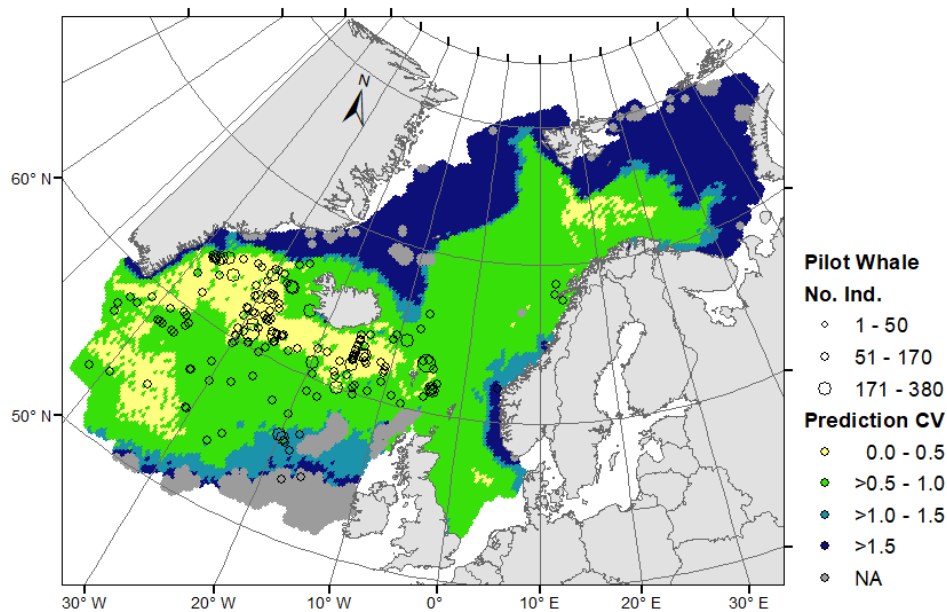 N
60° N
50° N
30° W
20° W
10° W
0°
10° E
20° E
30° E
Pilot Whale
No. Ind.
1 - 50
51 - 170
171 - 380
Prediction CV
0.0 - 0.5
>0.5 - 1.0
>1.0 - 1.5
>1.5
NA